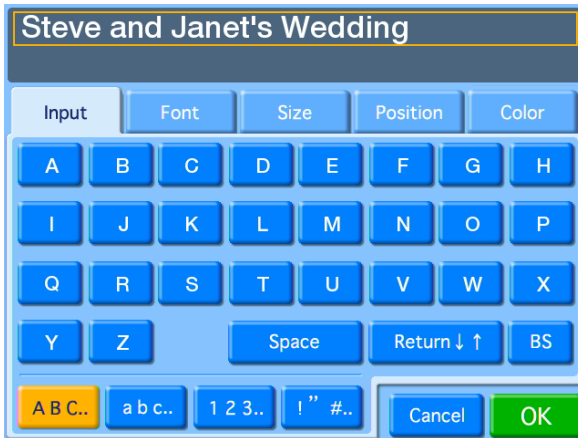 Steve and Janet's Wedding
Input Font Size Position Color
A B C D E F G H
I J K L M N O P
Q R S T U V W X
Y Z Space Return↓↑ BS
A B C.. a b c.. 1 2 3.. ! ” #.. Cancel OK